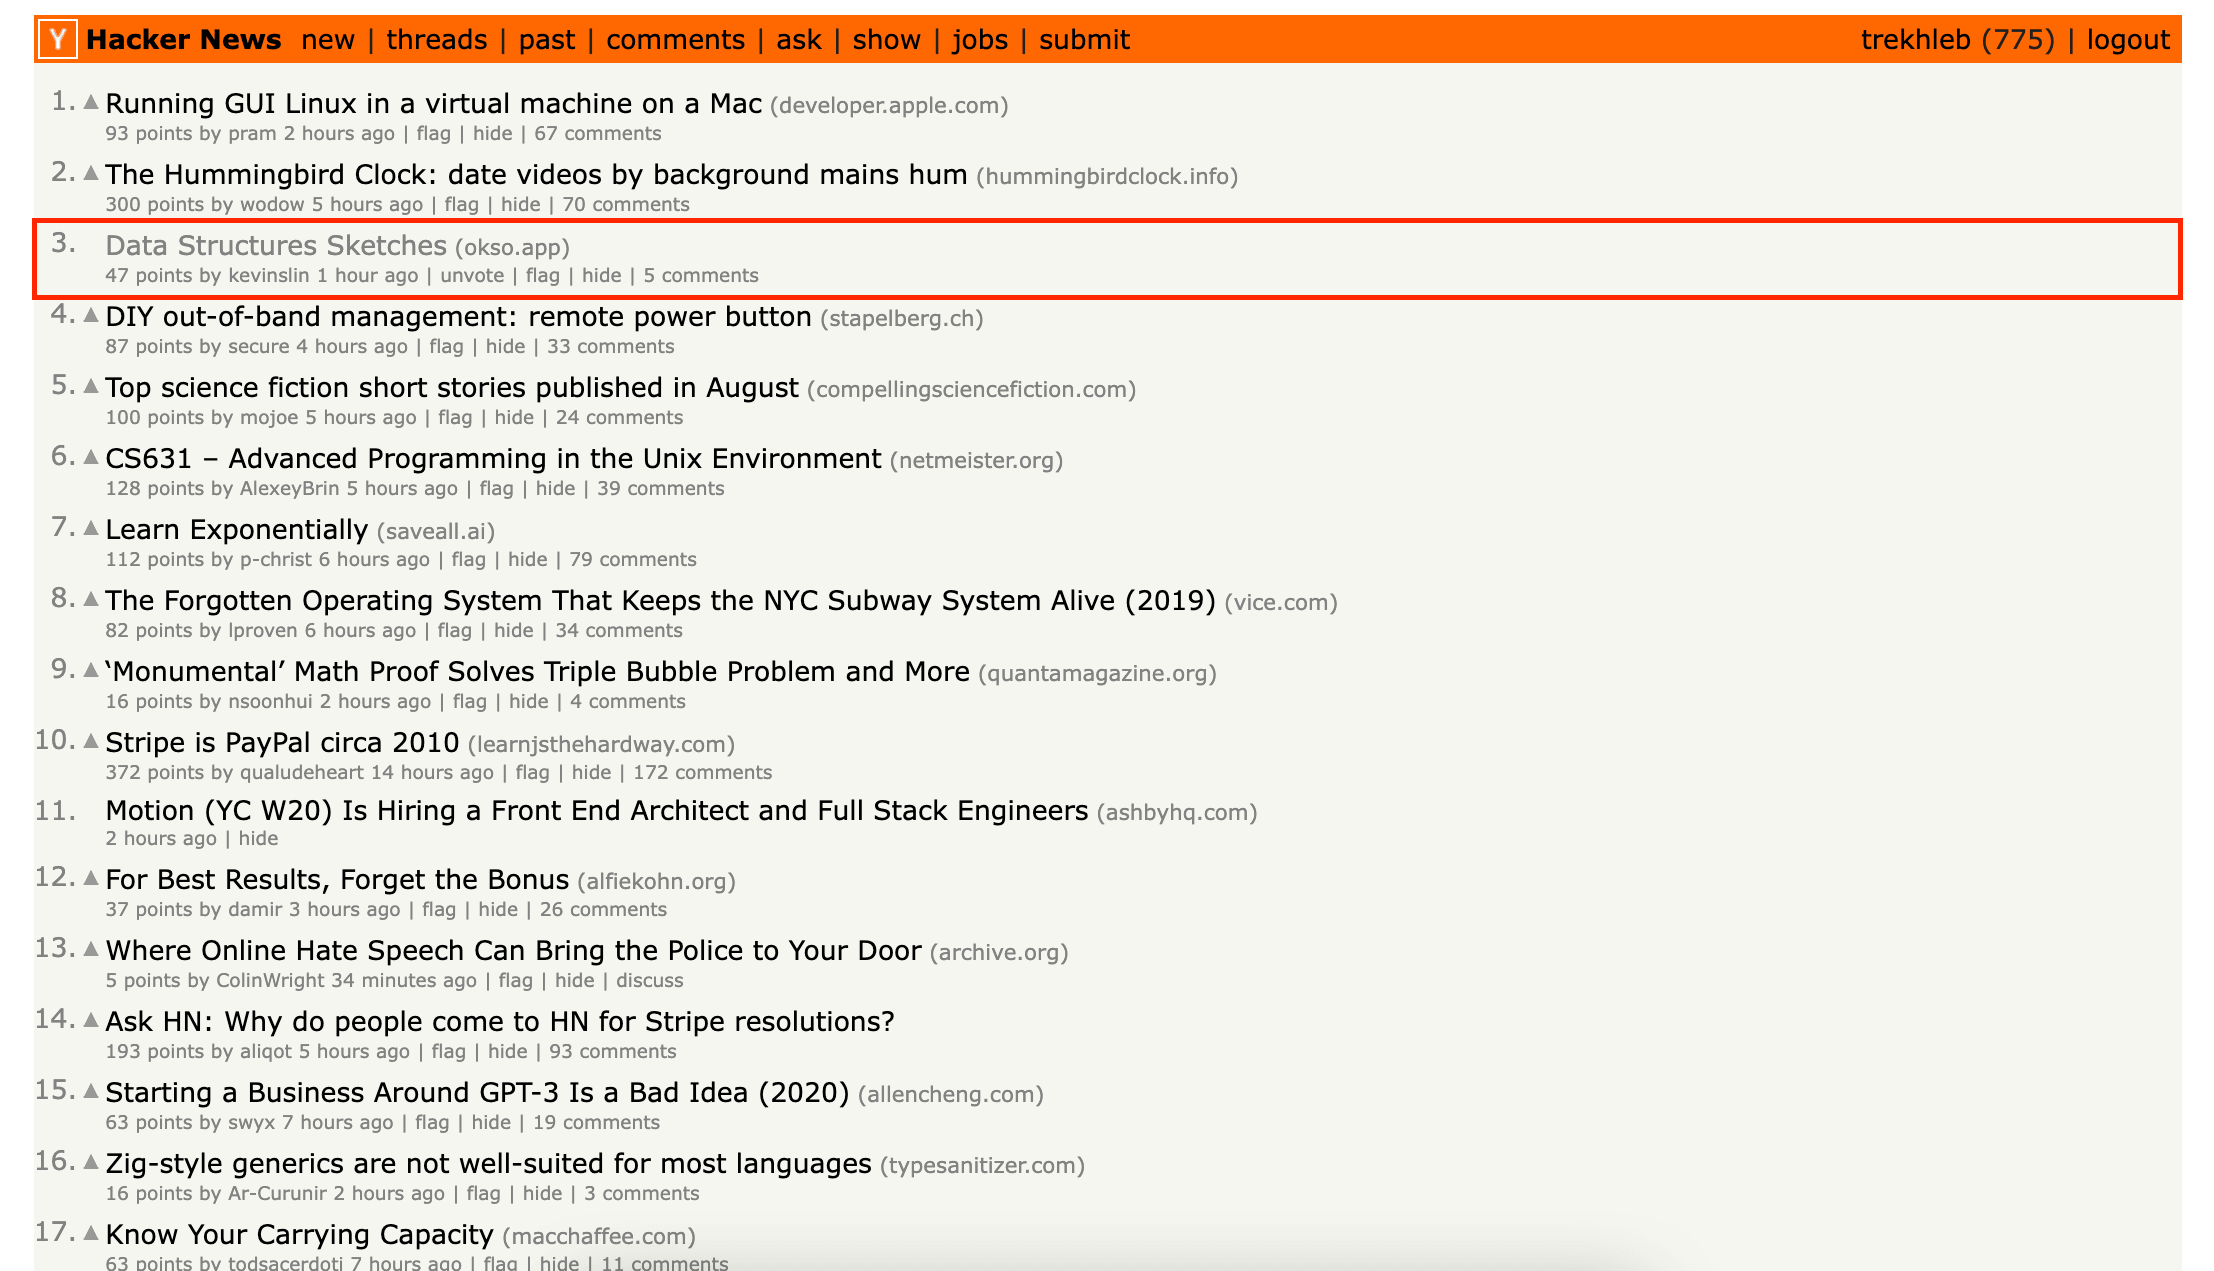 Y Hacker News new | threads | past | comments | ask | show | jobs | submit trekhleb (775) | logout
1. ▲ Running GUI Linux in a virtual machine on a Mac (developer.apple.com)
93 points by pram 2 hours ago | flag | hide | 67 comments
2. ▲ The Hummingbird Clock: date videos by background mains hum (hummingbirdclock.info)
300 points by wodow 5 hours ago | flag | hide | 70 comments
3. Data Structures Sketches (okso.app)
47 points by kevinslin 1 hour ago | unvote | flag | hide | 5 comments
4. ▲ DIY out-of-band management: remote power button (stapelberg.ch)
87 points by secure 4 hours ago | flag | hide | 33 comments
5. ▲ Top science fiction short stories published in August (compellingsciencefiction.com)
100 points by mojoe 5 hours ago | flag | hide | 24 comments
6. ▲ CS631 – Advanced Programming in the Unix Environment (netmeister.org)
128 points by AlexeyBrin 5 hours ago | flag | hide | 39 comments
7. ▲ Learn Exponentially (saveall.ai)
112 points by p-christ 6 hours ago | flag | hide | 79 comments
8. ▲ The Forgotten Operating System That Keeps the NYC Subway System Alive (2019) (vice.com)
82 points by lproven 6 hours ago | flag | hide | 34 comments
9. ▲ ‘Monumental’ Math Proof Solves Triple Bubble Problem and More (quantamagazine.org)
16 points by nsoonhui 2 hours ago | flag | hide | 4 comments
10. ▲ Stripe is PayPal circa 2010 (learnjsthehardway.com)
372 points by qualudeheart 14 hours ago | flag | hide | 172 comments
11. Motion (YC W20) Is Hiring a Front End Architect and Full Stack Engineers (ashbyhq.com)
2 hours ago | hide
12. ▲ For Best Results, Forget the Bonus (alfiekohn.org)
37 points by damir 3 hours ago | flag | hide | 26 comments
13. ▲ Where Online Hate Speech Can Bring the Police to Your Door (archive.org)
5 points by ColinWright 34 minutes ago | flag | hide | discuss
14. ▲ Ask HN: Why do people come to HN for Stripe resolutions?
193 points by aliqot 5 hours ago | flag | hide | 93 comments
15. ▲ Starting a Business Around GPT-3 Is a Bad Idea (2020) (allencheng.com)
63 points by swyx 7 hours ago | flag | hide | 19 comments
16. ▲ Zig-style generics are not well-suited for most languages (typesanitizer.com)
16 points by Ar-Curunir 2 hours ago | flag | hide | 3 comments
17. ▲ Know Your Carrying Capacity (macchaffee.com)
63 points by todsacerdoti 7 hours ago | flag | hide | 11 comments